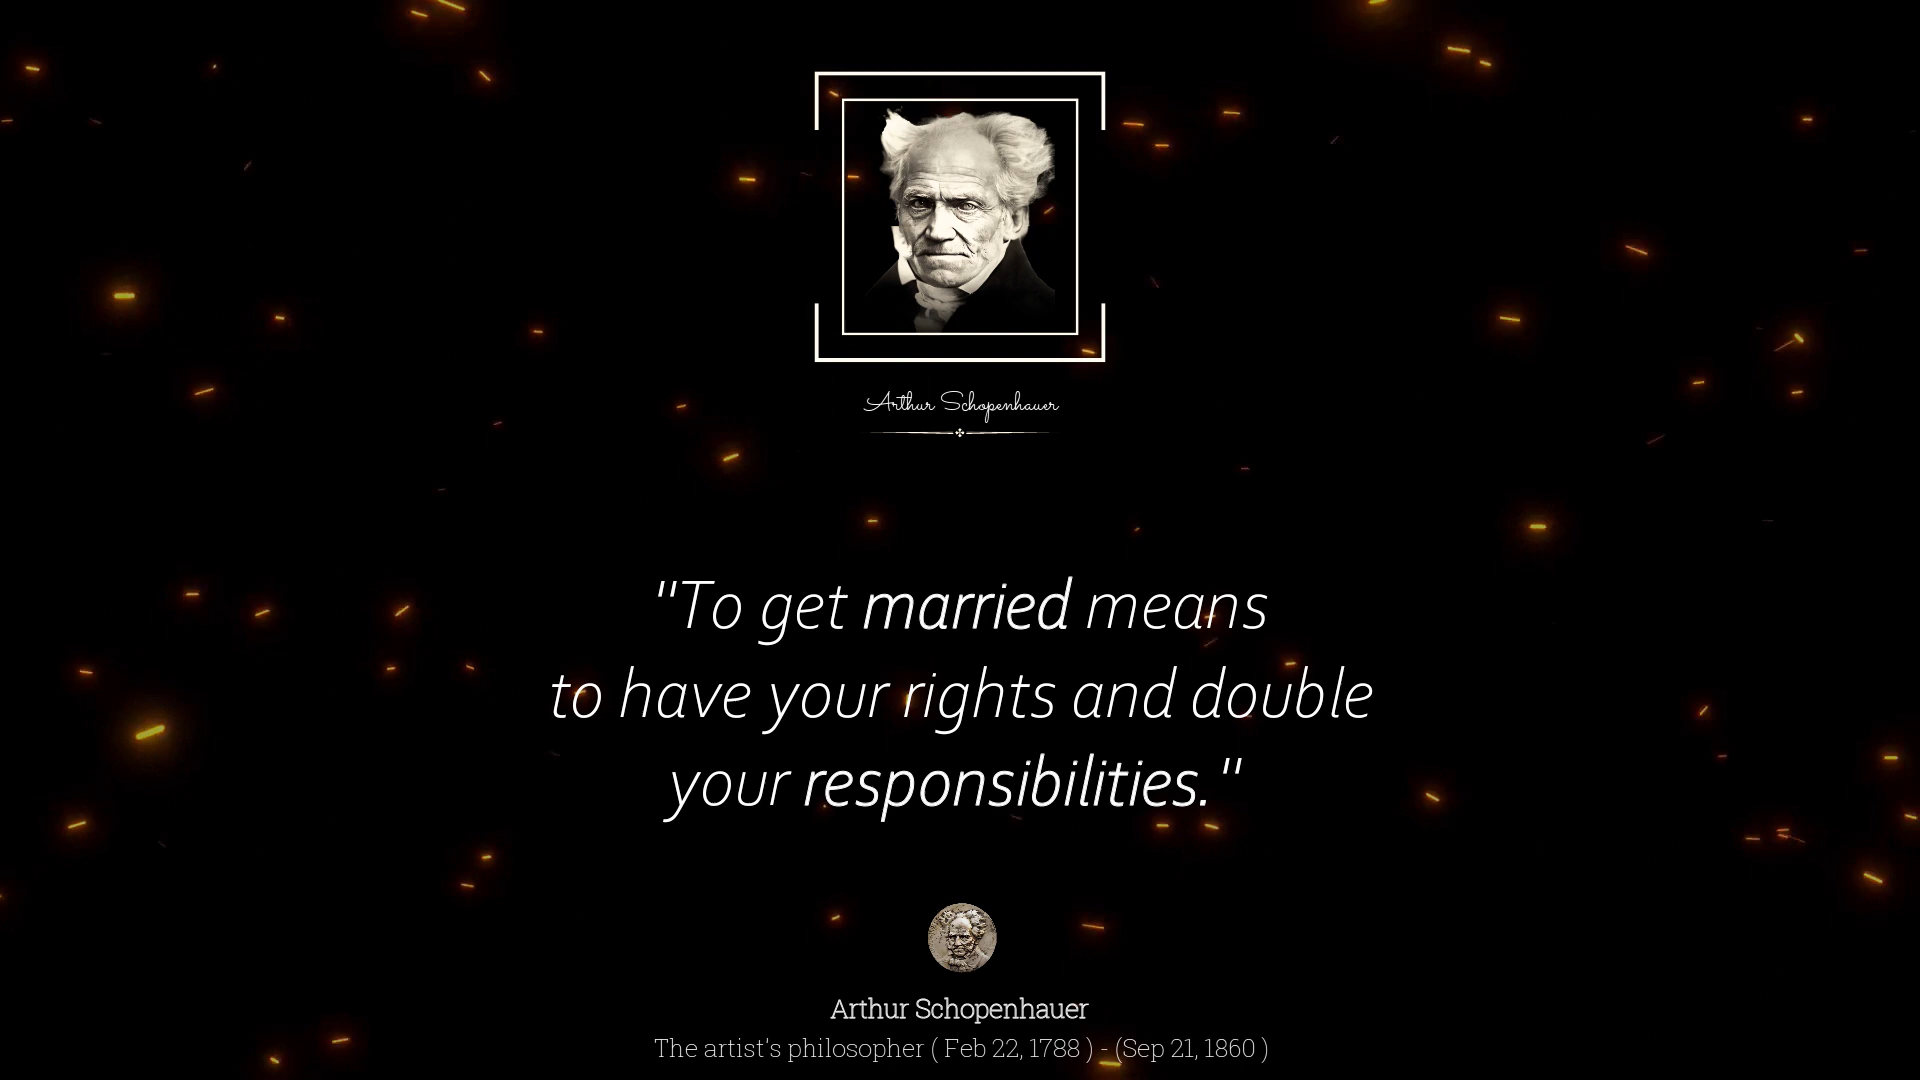 Arthur Schopenhauer
"To get married means
to have your rights and double
your responsibilities."
Arthur Schopenhauer
The artist's philosopher ( Feb 22, 1788 ) - (Sep 21, 1860 )